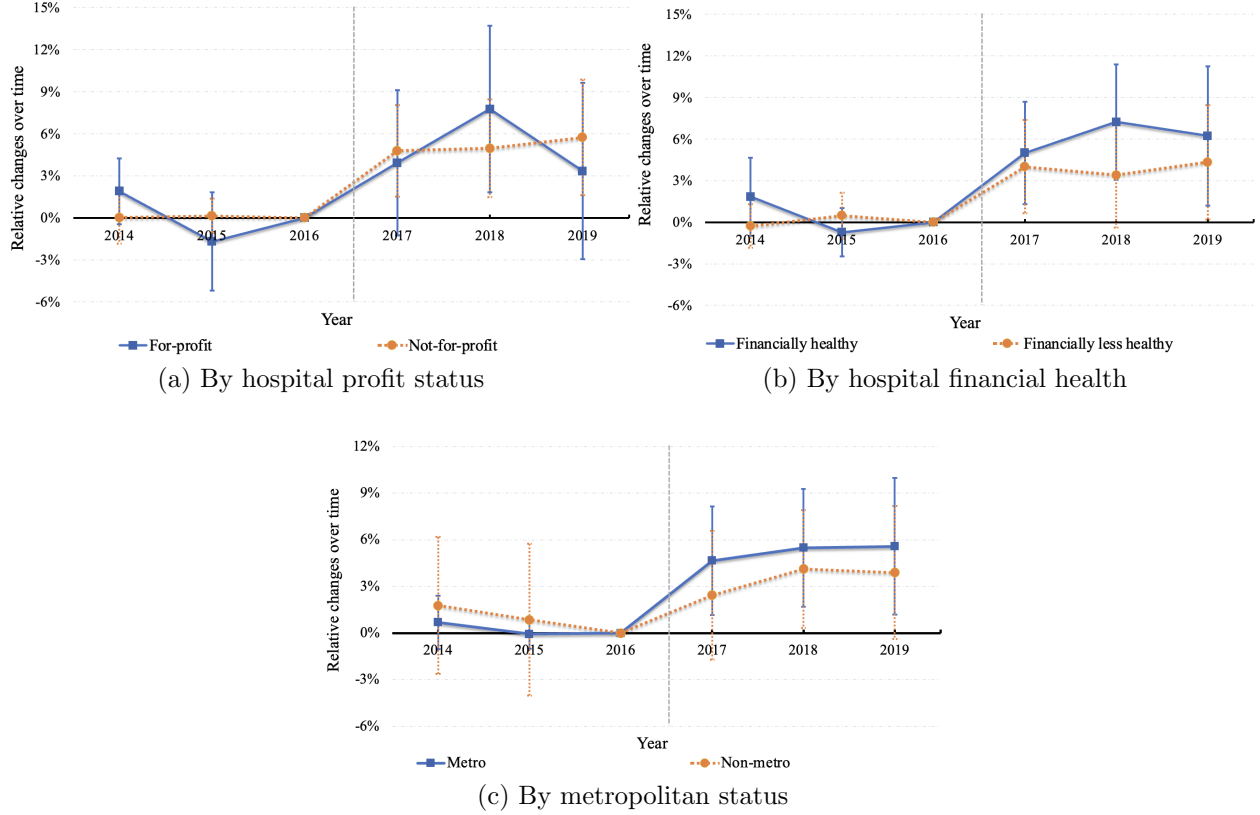 15%
12%
9%
6%
3%
0%
-3%
-6%
Relative changes over time
2014 2015 2016 2017 2018 2019
Year
For-profit Not-for-profit
(a) By hospital profit status
15%
12%
9%
6%
3%
0%
-3%
-6%
Relative changes over time
2014 2015 2016 2017 2018 2019
Year
Financially healthy Financially less healthy
(b) By hospital financial health
12%
9%
6%
3%
0%
-3%
-6%
Relative changes over time
2014 2015 2016 2017 2018 2019
Year
Metro Non-metro
(c) By metropolitan status